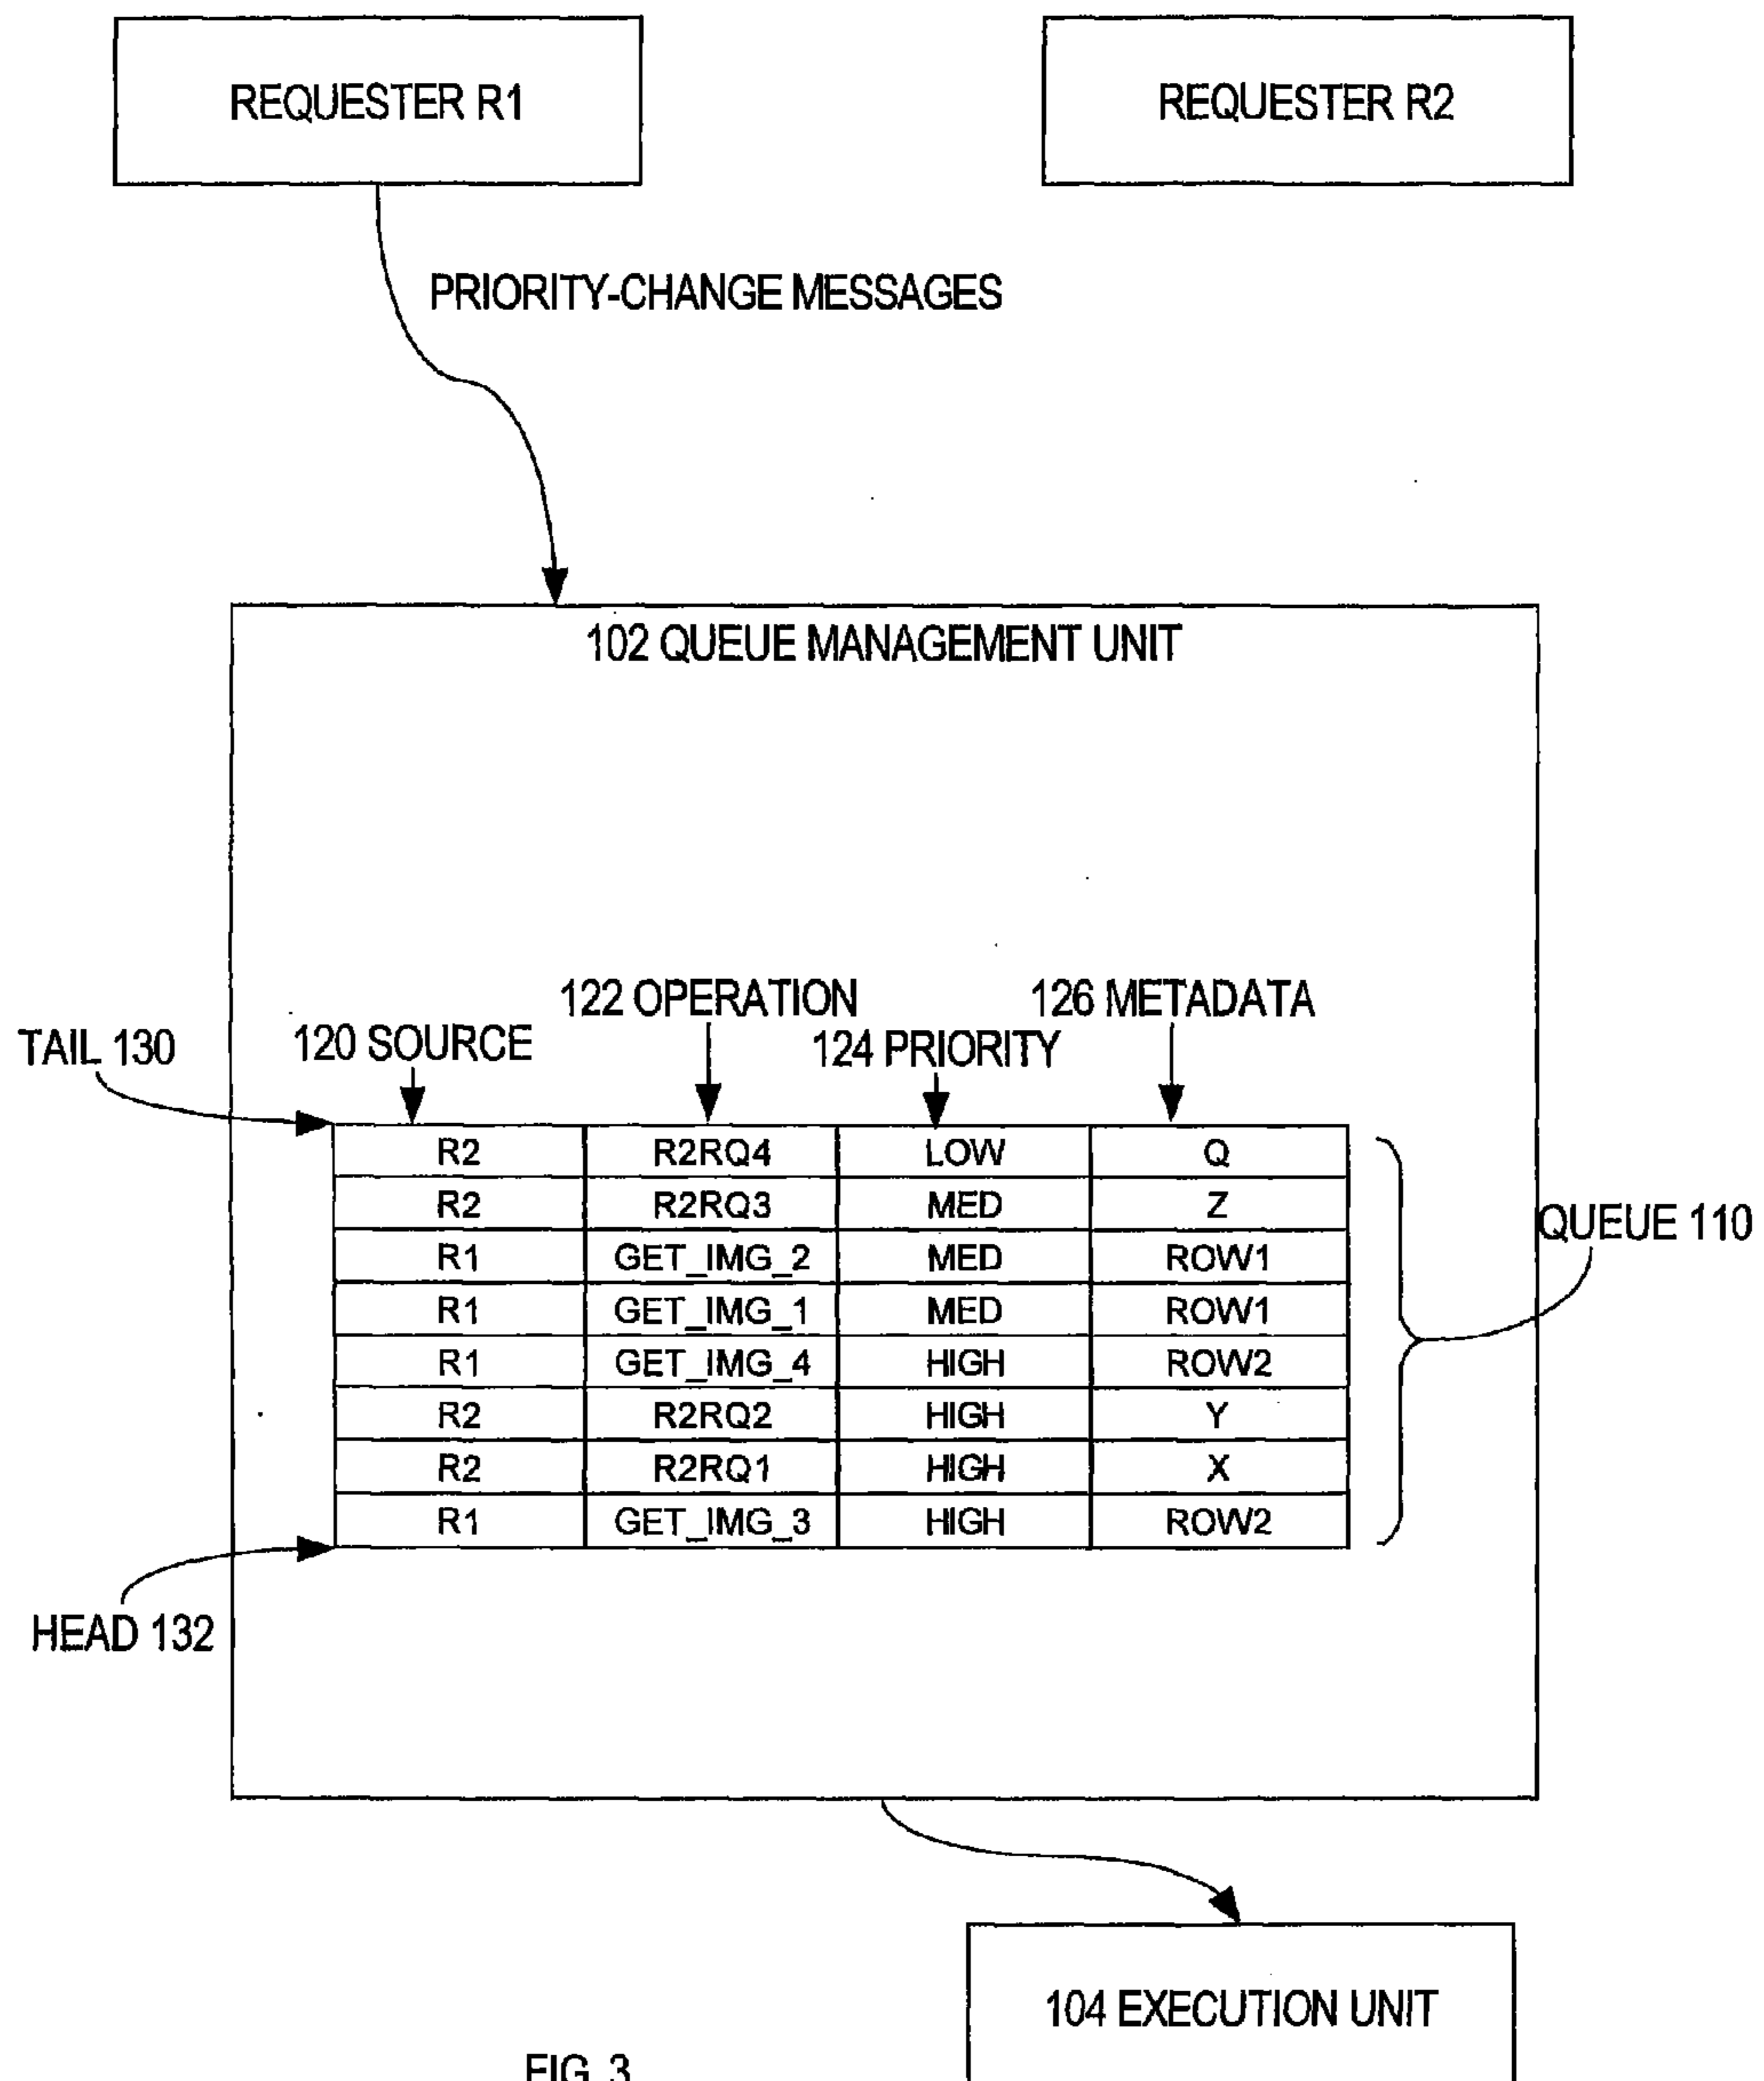 REQUESTER R1
REQUESTER R2
PRIORITY-CHANGE MESSAGES
102 QUEUE MANAGEMENT UNIT
122 OPERATION
126 METADATA
TAIL 130
120 SOURCE
124 PRIORITY
R2 R2RQ4 LOW Q
R2 R2RQ3 MED Z
R1 GET_IMG_2 MED ROW1
R1 GET_IMG_1 MED ROW1
R1 GET_IMG_4 HIGH ROW2
R2 R2RQ2 HIGH Y
R2 R2RQ1 HIGH X
R1 GET_IMG_3 HIGH ROW2
QUEUE 110
HEAD 132
104 EXECUTION UNIT
FIG. 3